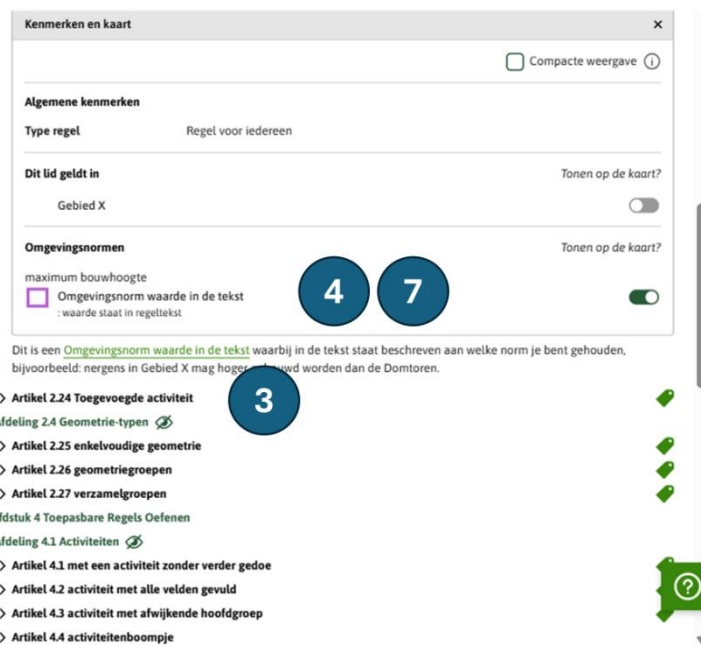 Kenmerken en kaart
Compacte weergave
Algemene kenmerken
Type regel Regel voor iedereen
Dit lid geldt in Tonen op de kaart?
Gebied X
Omgevingsnormen Tonen op de kaart?
maximum bouwhoogte
Omgevingsnorm waarde in de tekst
: waarde staat in regeltekst
4 7
Dit is een Omgevingsnorm waarde in de tekst waarbij in de tekst staat beschreven aan welke norm je bent gehouden,
bijvoorbeeld: nergens in Gebied X mag hoger worden dan de Domtoren.
3
Artikel 2.24 Toegevoegde activiteit
fdeling 2.4 Geometrie-typen
Artikel 2.25 enkelvoudige geometrie
Artikel 2.26 geometriegroepen
Artikel 2.27 verzamelgroepen
fdstuk 4 Toepasbare Regels Oefenen
fdeling 4.1 Activiteiten
Artikel 4.1 met een activiteit zonder verder gedoe
Artikel 4.2 activiteit met alle velden gevuld
Artikel 4.3 activiteit met afwijkende hoofdgroep
Artikel 4.4 activiteitenboompje